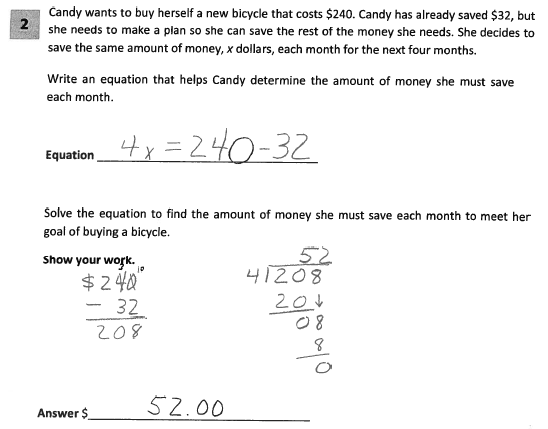 2
Candy wants to buy herself a new bicycle that costs $240. Candy has already saved $32, but
she needs to make a plan so she can save the rest of the money she needs. She decides to
save the same amount of money, x dollars, each month for the next four months.
Write an equation that helps Candy determine the amount of money she must save
each month.
Equation 4x = 240-32
Solve the equation to find the amount of money she must save each month to meet her
goal of buying a bicycle.
Show your work.
3 10
$240
- 32
208
52
4)208
20↓
08
8
0
Answer $ 52.00